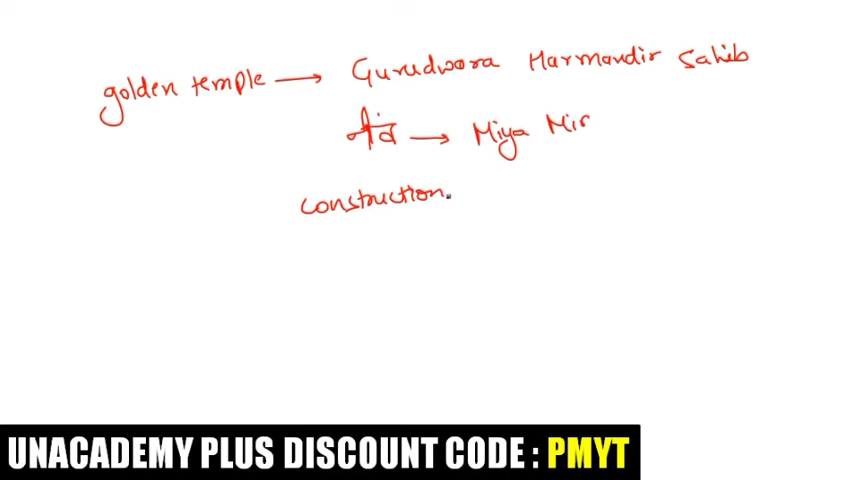 golden temple → Gurudwara Harmandir Sahib
नींव → Miya Mir
construction
UNACADEMY PLUS DISCOUNT CODE : PMYT